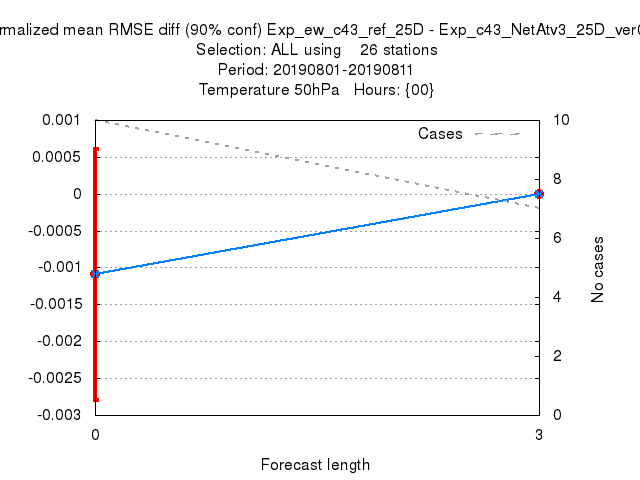 rmalized mean RMSE diff (90% conf) Exp_ew_c43_ref_25D - Exp_c43_NetAtv3_25D_ver
Selection: ALL using    26 stations
Period: 20190801-20190811
Temperature 50hPa   Hours: {00}
Cases
0.001
0.0005
0
-0.0005
-0.001
-0.0015
-0.002
-0.0025
-0.003
10
8
6
4
2
0
No cases
0
3
Forecast length